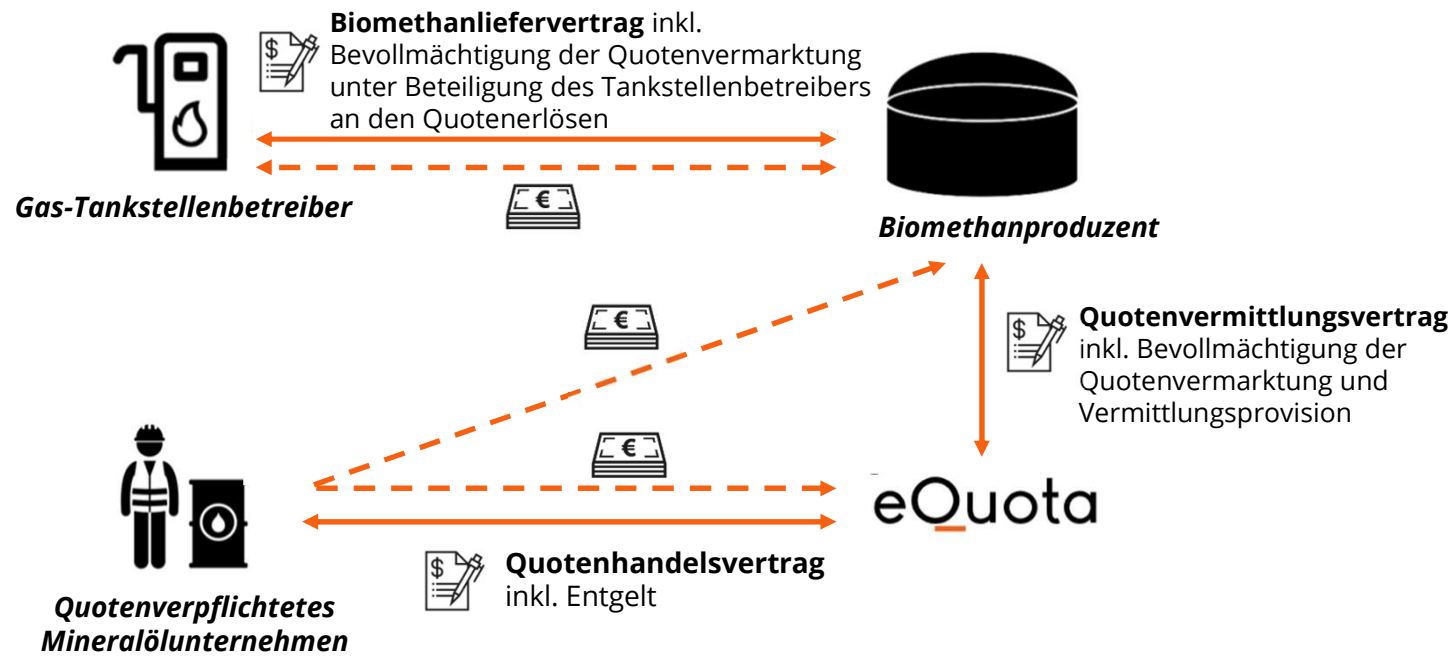 Biomethanliefervertrag inkl.
Bevollmächtigung der Quotenvermarktung
unter Beteiligung des Tankstellenbetreibers
an den Quotenerlösen
$
Gas-Tankstellenbetreiber
€
Biomethanproduzent
€
$
Quotenvermittlungsvertrag
inkl. Bevollmächtigung der
Quotenvermarktung und
Vermittlungsprovision
€
eQuota
$
Quotenhandelsvertrag
inkl. Entgelt
Quotenverpflichtetes
Mineralölunternehmen